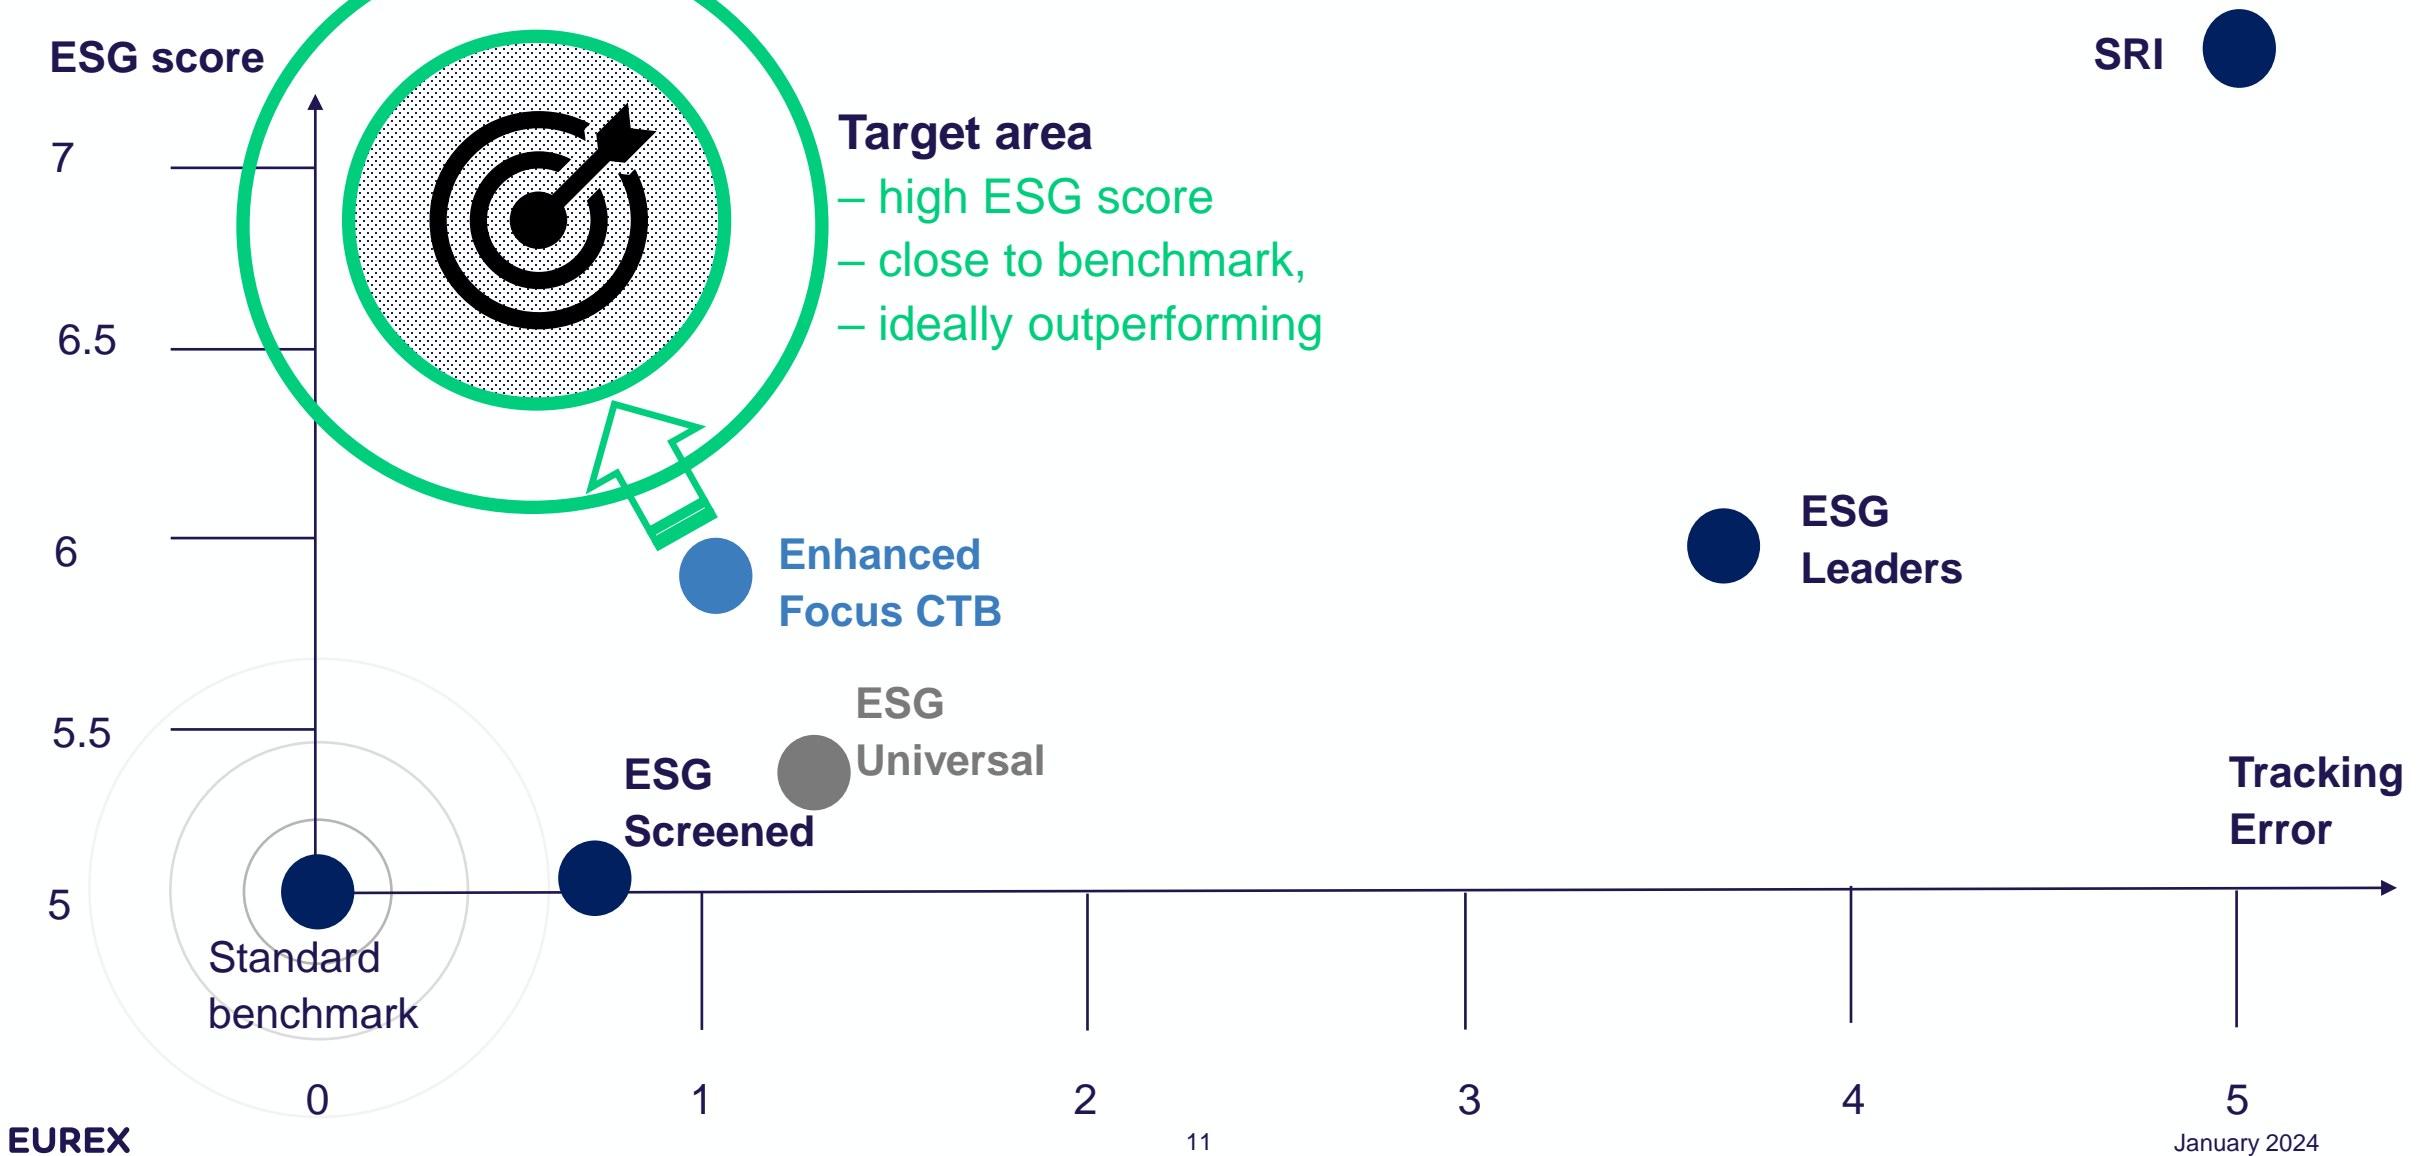 ESG score
SRI
Target area
– high ESG score
– close to benchmark,
– ideally outperforming
7
6.5
6
5.5
5
ESG
Leaders
Enhanced
Focus CTB
ESG
Universal
ESG
Screened
Tracking
Error
Standard
benchmark
0
1
2
3
4
5
EUREX
11
January 2024